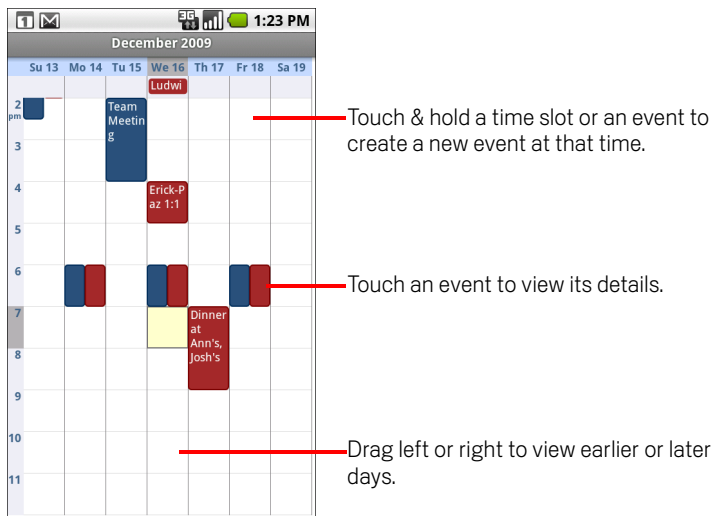 1 3G 1:23 PM
December 2009
Su 13 Mo 14 Tu 15 We 16 Th 17 Fr 18 Sa 19
Ludwi
2
pm
Team
Meetin
g
3
4
Erick-P
az 1:1
5
6
7
Dinner
at
Ann's,
Josh's
8
9
10
11
Touch & hold a time slot or an event to
create a new event at that time.
Touch an event to view its details.
Drag left or right to view earlier or later
days.